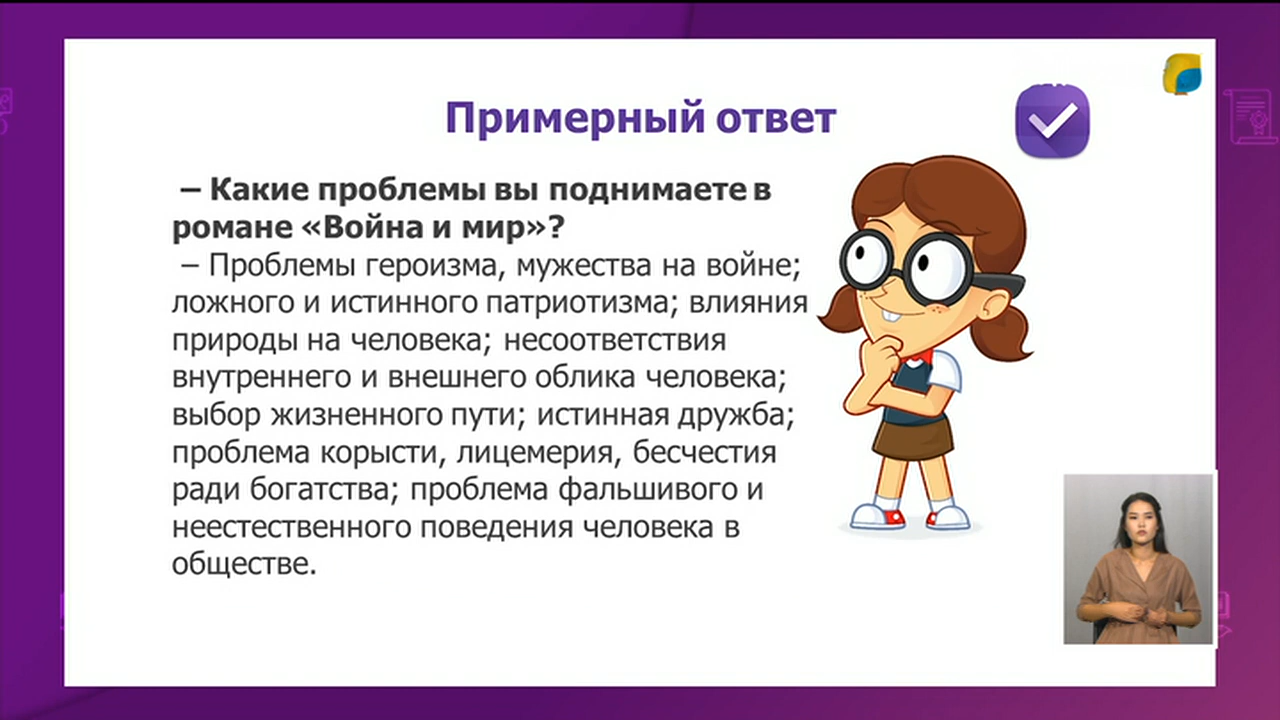 Примерный ответ
– Какие проблемы вы поднимаете в
романе «Война и мир»?
– Проблемы героизма, мужества на войне;
ложного и истинного патриотизма; влияния
природы на человека; несоответствия
внутреннего и внешнего облика человека;
выбор жизненного пути; истинная дружба;
проблема корысти, лицемерия, бесчестия
ради богатства; проблема фальшивого и
неестественного поведения человека в
обществе.